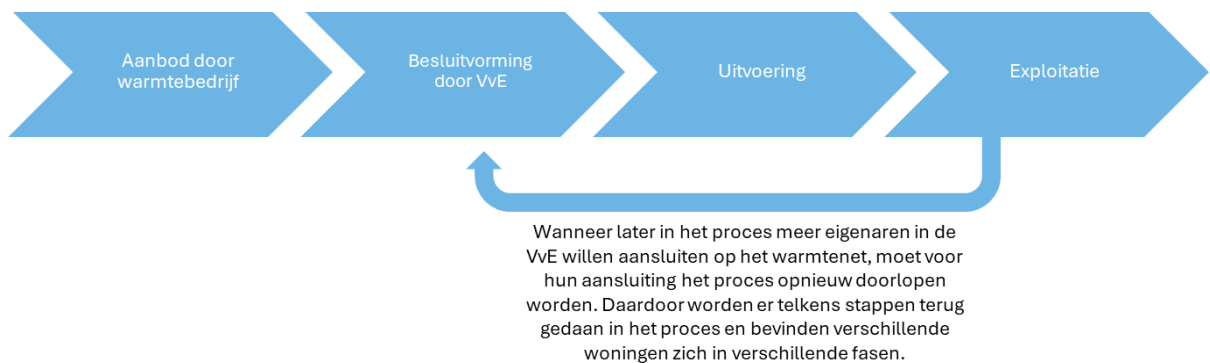 Aanbod door
warmtebedrijf
Besluitvorming
door VvE
Uitvoering
Exploitatie
Wanneer later in het proces meer eigenaren in de
VvE willen aansluiten op het warmtenet, moet voor
hun aansluiting het proces opnieuw doorlopen
worden. Daardoor worden er telkens stappen terug
gedaan in het proces en bevinden verschillende
woningen zich in verschillende fasen.